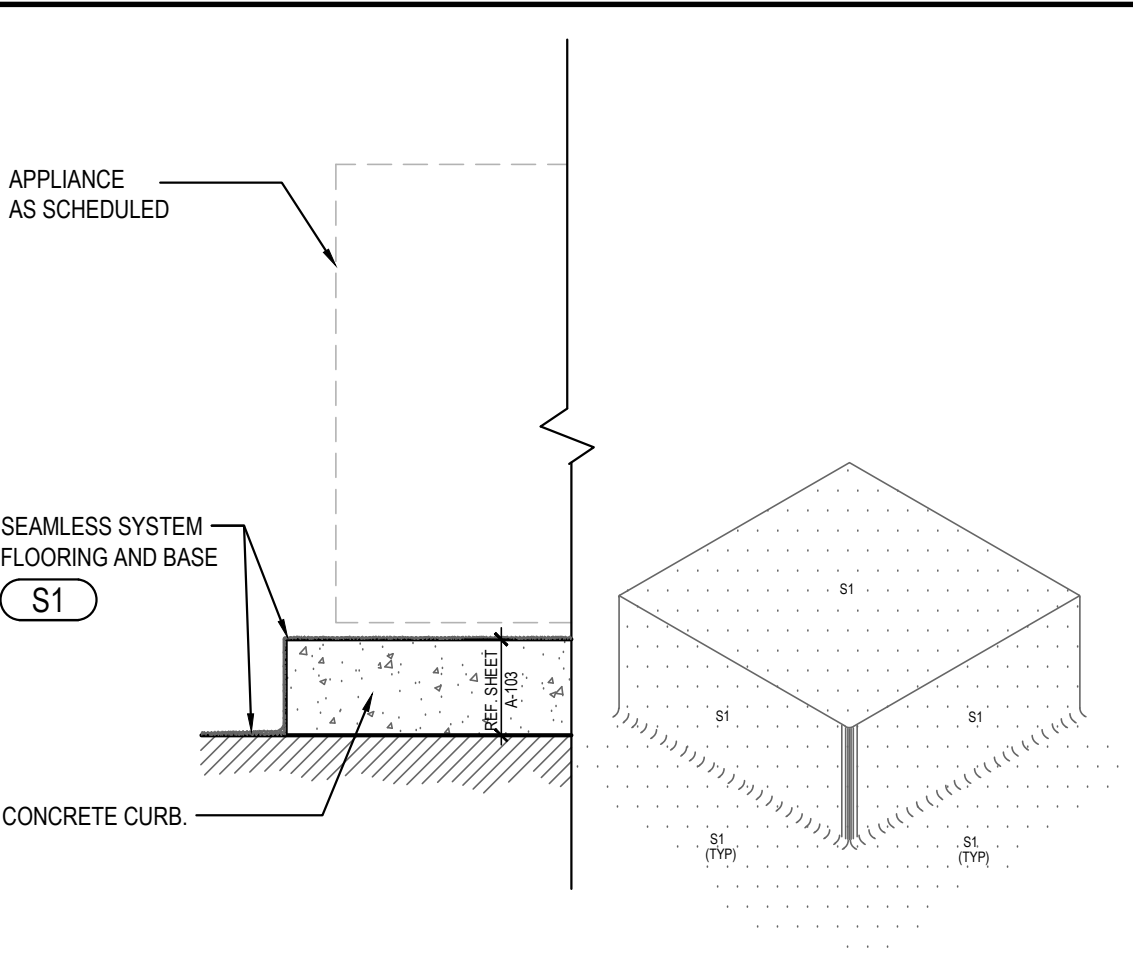 APPLIANCE
AS SCHEDULED
SEAMLESS SYSTEM
FLOORING AND BASE
S1
REF. SHEET
A-103
CONCRETE CURB.
S1
S1
S1
S1
(TYP)
S1
(TYP)